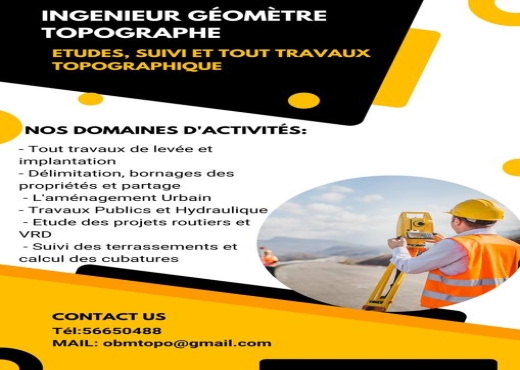 INGENIEUR GÉOMÈTRE
TOPOGRAPHE
ETUDES, SUIVI ET TOUT TRAVAUX
TOPOGRAPHIQUE
NOS DOMAINES D'ACTIVITÉS:
- Tout travaux de levée et
implantation
- Délimitation, bornages des
propriétés et partage
- L'aménagement Urbain
- Travaux Publics et Hydraulique
- Etude des projets routiers et
VRD
- Suivi des terrassements et
calcul des cubatures
CONTACT US
Tél:56650488
MAIL: obmtopo@gmail.com